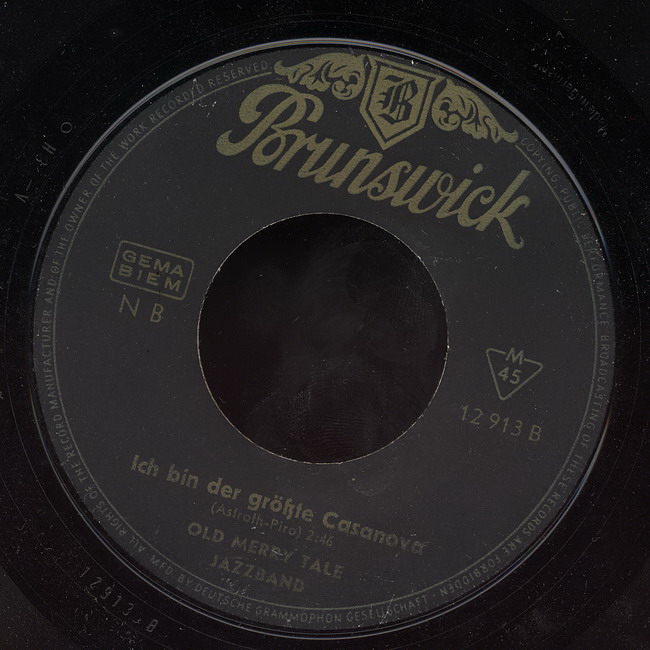 B
Brunswick
GEMA
BIEM
N B
M
45
12 913 B
Ich bin der größte Casanova
(Astroth-Piro) 2:46
OLD MERRY TALE
JAZZBAND
MFD. BY DEUTSCHE GRAMMOPHON GESELLSCHAFT · ALL RIGHTS OF THE RECORD MANUFACTURER AND OF THE OWNER OF THE WORK RECORDED RESERVED.
COPYING, PUBLIC PERFORMANCE BROADCASTING OF THESE RECORDS ARE FORBIDDEN
12913 B